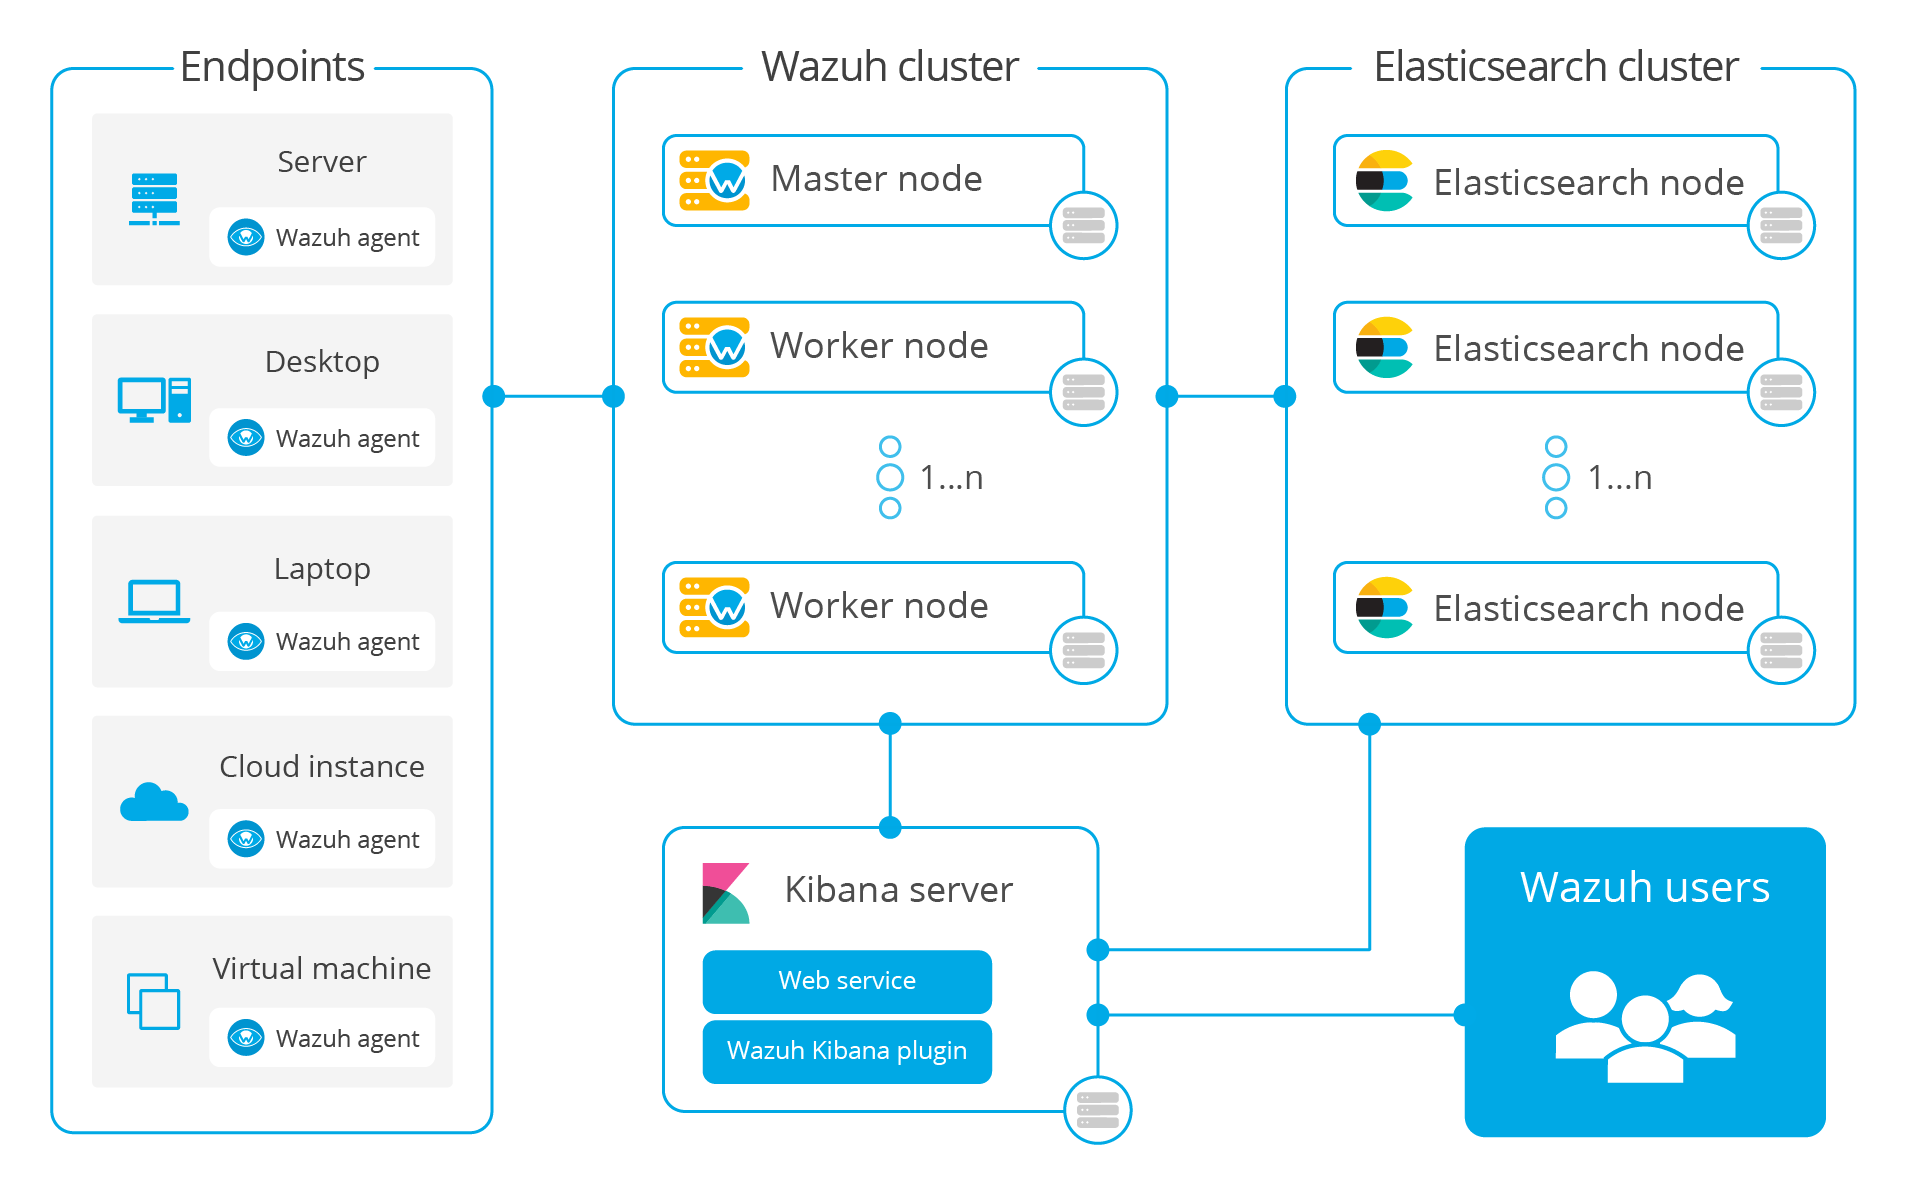 Endpoints
Server
Wazuh agent
Desktop
Wazuh agent
Laptop
Wazuh agent
Cloud instance
Wazuh agent
Virtual machine
Wazuh agent
Wazuh cluster
Master node
Worker node
1...n
Worker node
Elasticsearch cluster
Elasticsearch node
Elasticsearch node
1...n
Elasticsearch node
Kibana server
Web service
Wazuh Kibana plugin
Wazuh users